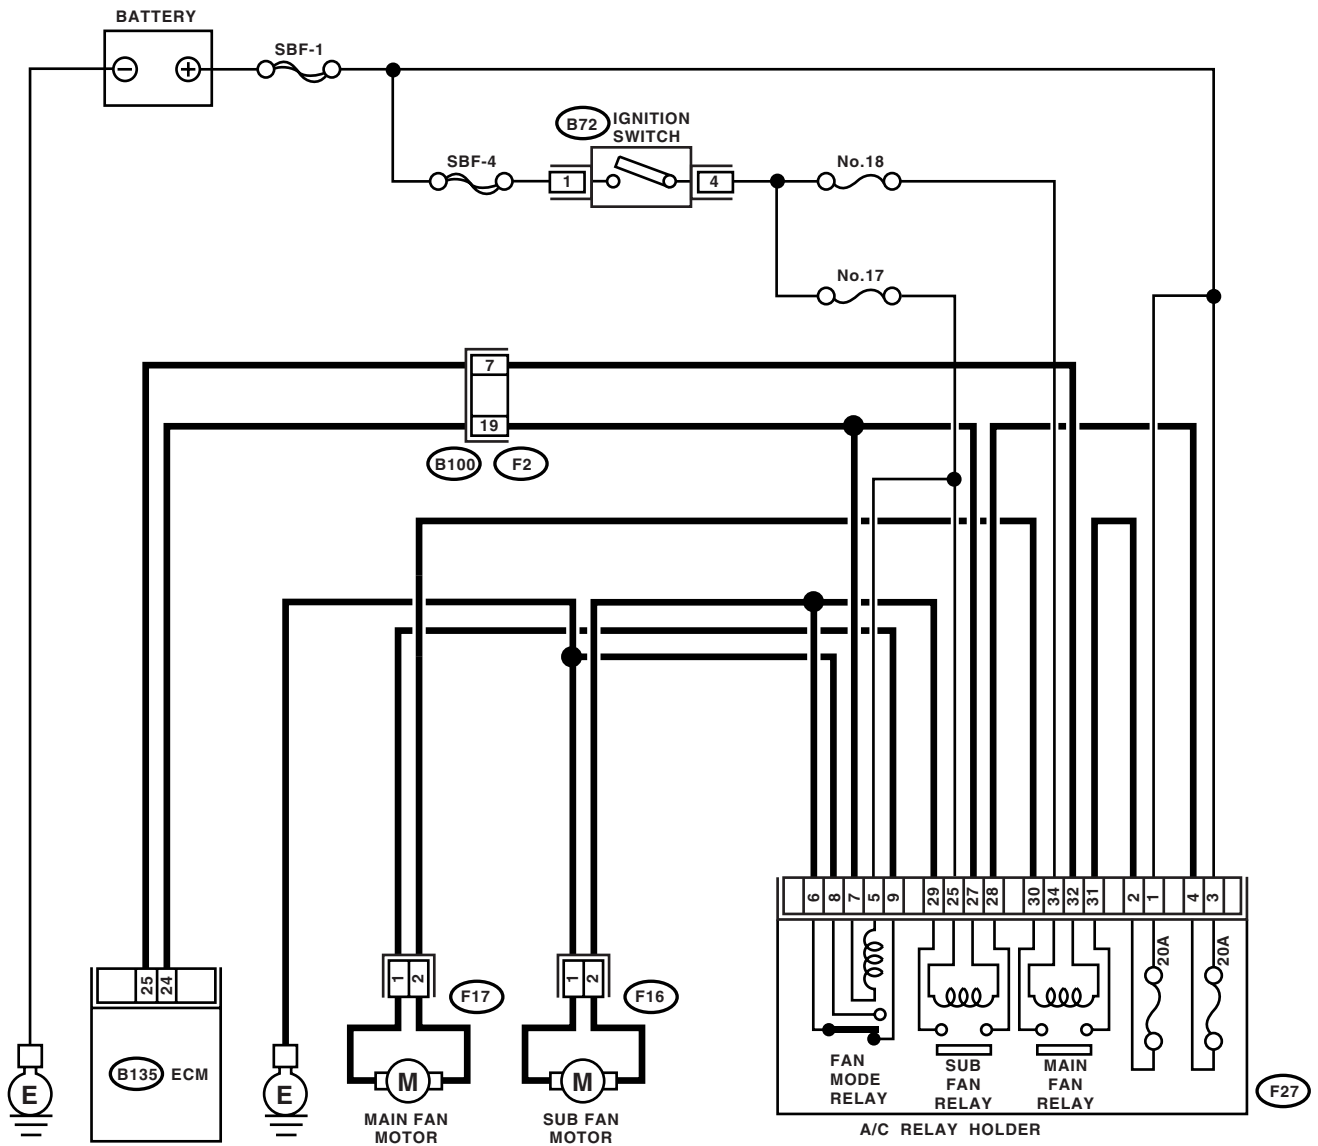 BATTERY
SBF-1
− +
B72 IGNITION
SWITCH
SBF-4
1
4
No.18
No.17
7
19
B100 F2
6 8 7 5 9 29 25 27 28 30 34 32 31 2 1 4 3
20A
20A
25 24
1 2
F17
1 2
F16
B135 ECM
E
E
M
M
MAIN FAN
MOTOR
SUB FAN
MOTOR
FAN
MODE
RELAY
SUB
FAN
RELAY
MAIN
FAN
RELAY
F27
A/C RELAY HOLDER